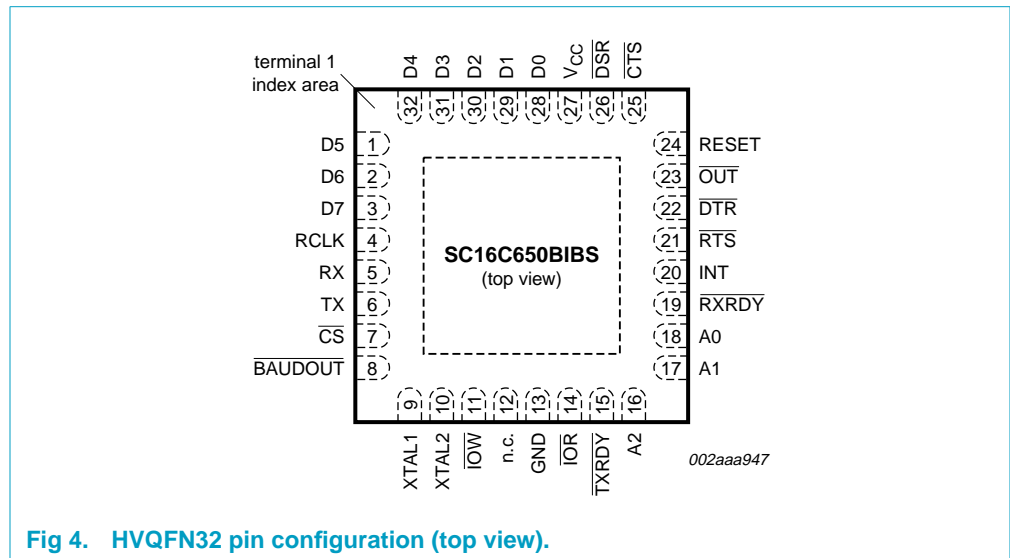 terminal 1
index area
D4
D3
D2
D1
D0
VCC
DSR
CTS
32
31
30
29
28
27
26
25
D5 1
D6 2
D7 3
RCLK 4
RX 5
TX 6
CS 7
BAUDOUT 8
SC16C650BIBS
(top view)
24 RESET
23 OUT
22 DTR
21 RTS
20 INT
19 RXRDY
18 A0
17 A1
9
10
11
12
13
14
15
16
XTAL1
XTAL2
IOW
n.c.
GND
IOR
TXRDY
A2
002aaa947
Fig 4. HVQFN32 pin configuration (top view).